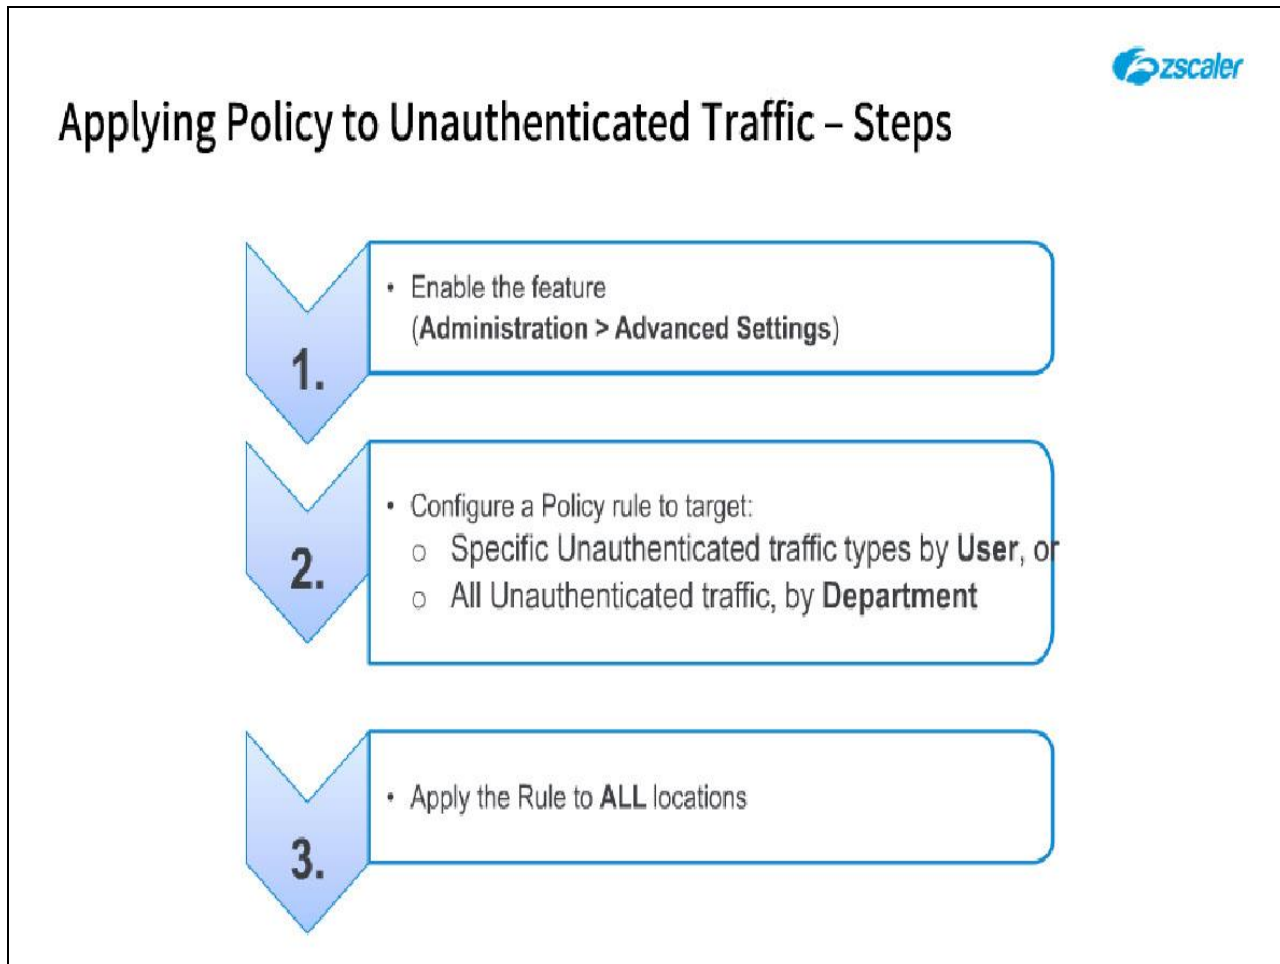 zscaler
Applying Policy to Unauthenticated Traffic – Steps
1.
• Enable the feature
(Administration > Advanced Settings)
2.
• Configure a Policy rule to target:
o Specific Unauthenticated traffic types by User, or
o All Unauthenticated traffic, by Department
3.
• Apply the Rule to ALL locations